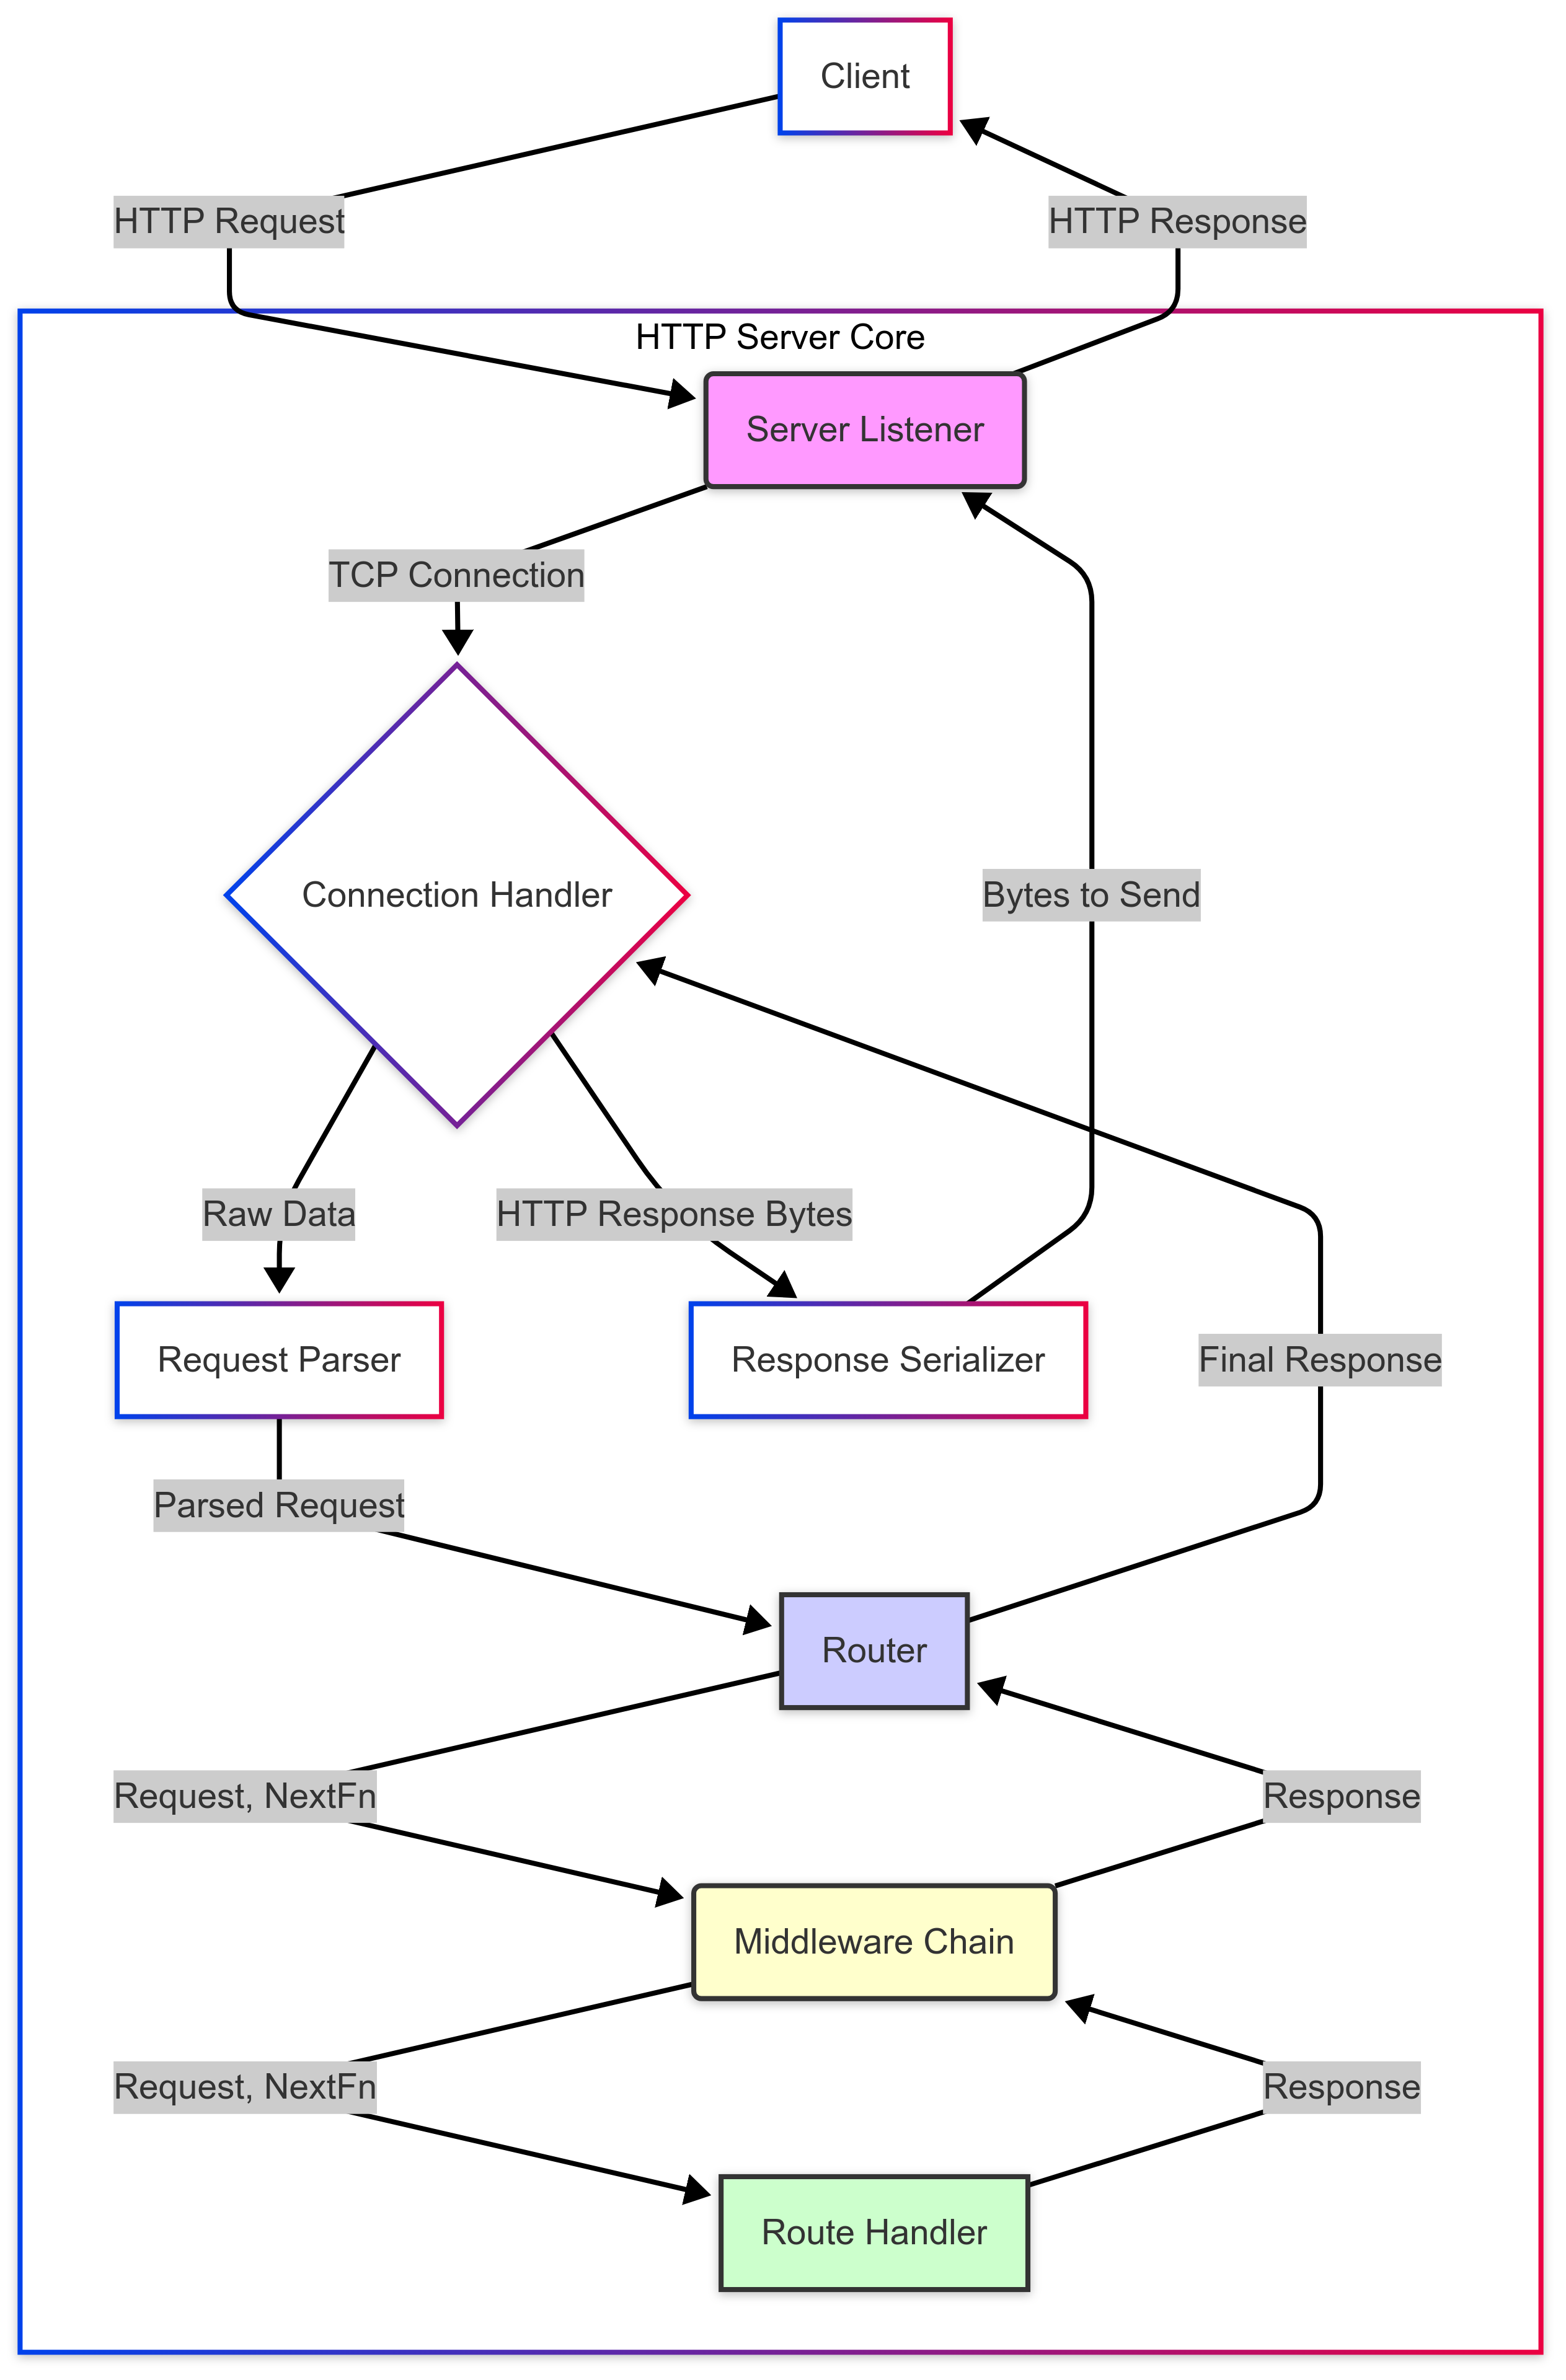 Client
HTTP Request
HTTP Response
HTTP Server Core
Server Listener
TCP Connection
Connection Handler
Bytes to Send
Raw Data
HTTP Response Bytes
Request Parser
Response Serializer
Final Response
Parsed Request
Router
Request, NextFn
Response
Middleware Chain
Request, NextFn
Response
Route Handler